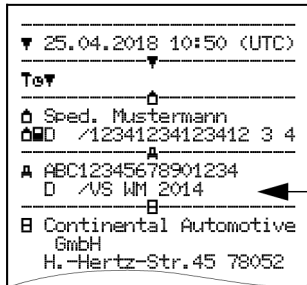 ▼ 25.04.2018 10:50 (UTC)
T
Sped. Mustermann
D /12341234123412 3 4
A ABC12345678901234
D /VS WM 2014
B Continental Automotive
GmbH
H.-Hertz-Str.45 78052